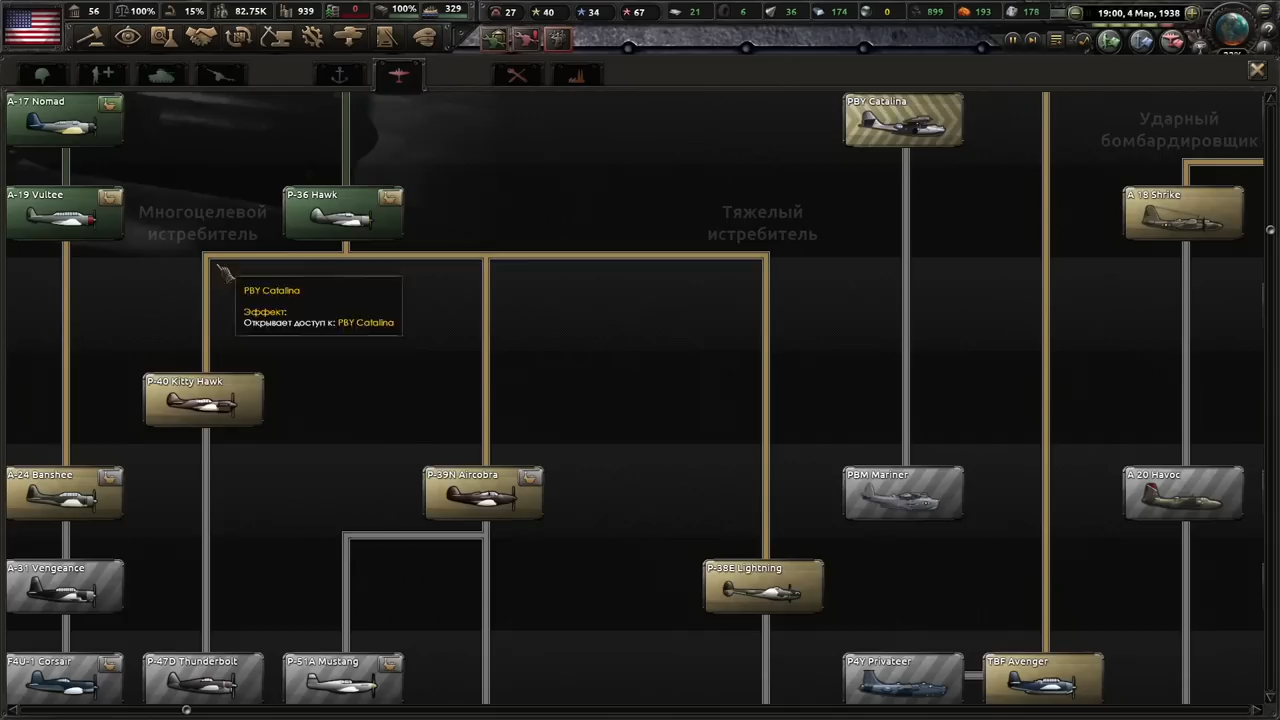 56 100% 15% 82.75K 939 0 100% 329 27 40 34 67 21 6 36 174 0 899 193 178 19:00, 4 Мар, 1938
A-17 Nomad
PBY Catalina
Ударный
бомбардировщик
A-19 Vultee
P-36 Hawk
A 18 Shrike
Многоцелевой
истребитель
Тяжелый
истребитель
PBY Catalina
Эффект:
Открывает доступ к: PBY Catalina
P-40 Kitty Hawk
A-24 Banshee
P-39N Aircobra
PBM Mariner
A 20 Havoc
A-31 Vengeance
P-38E Lightning
F4U-1 Corsair
P-47D Thunderbolt
P-51A Mustang
P4Y Privateer
TBF Avenger